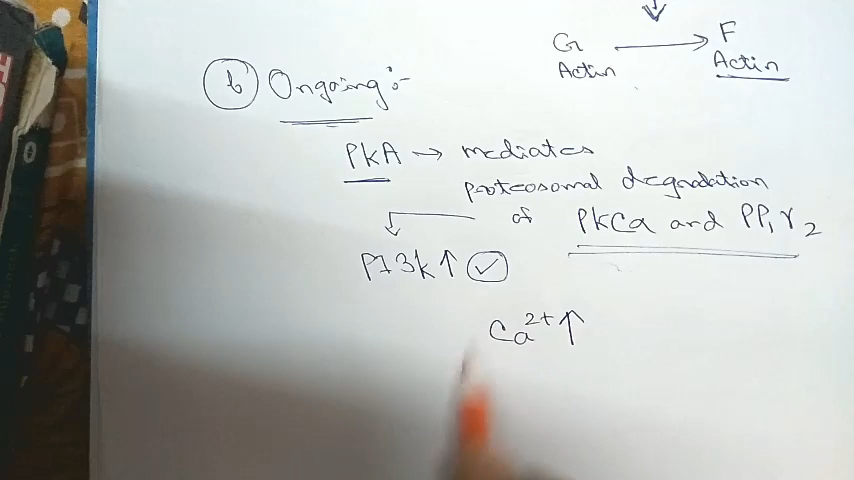 G → F
Actin Actin
b Ongoing :-
PKA → mediates
proteosomal degradation
of PKCα and PP1γ2
PI3K↑ ✓
Ca2+↑